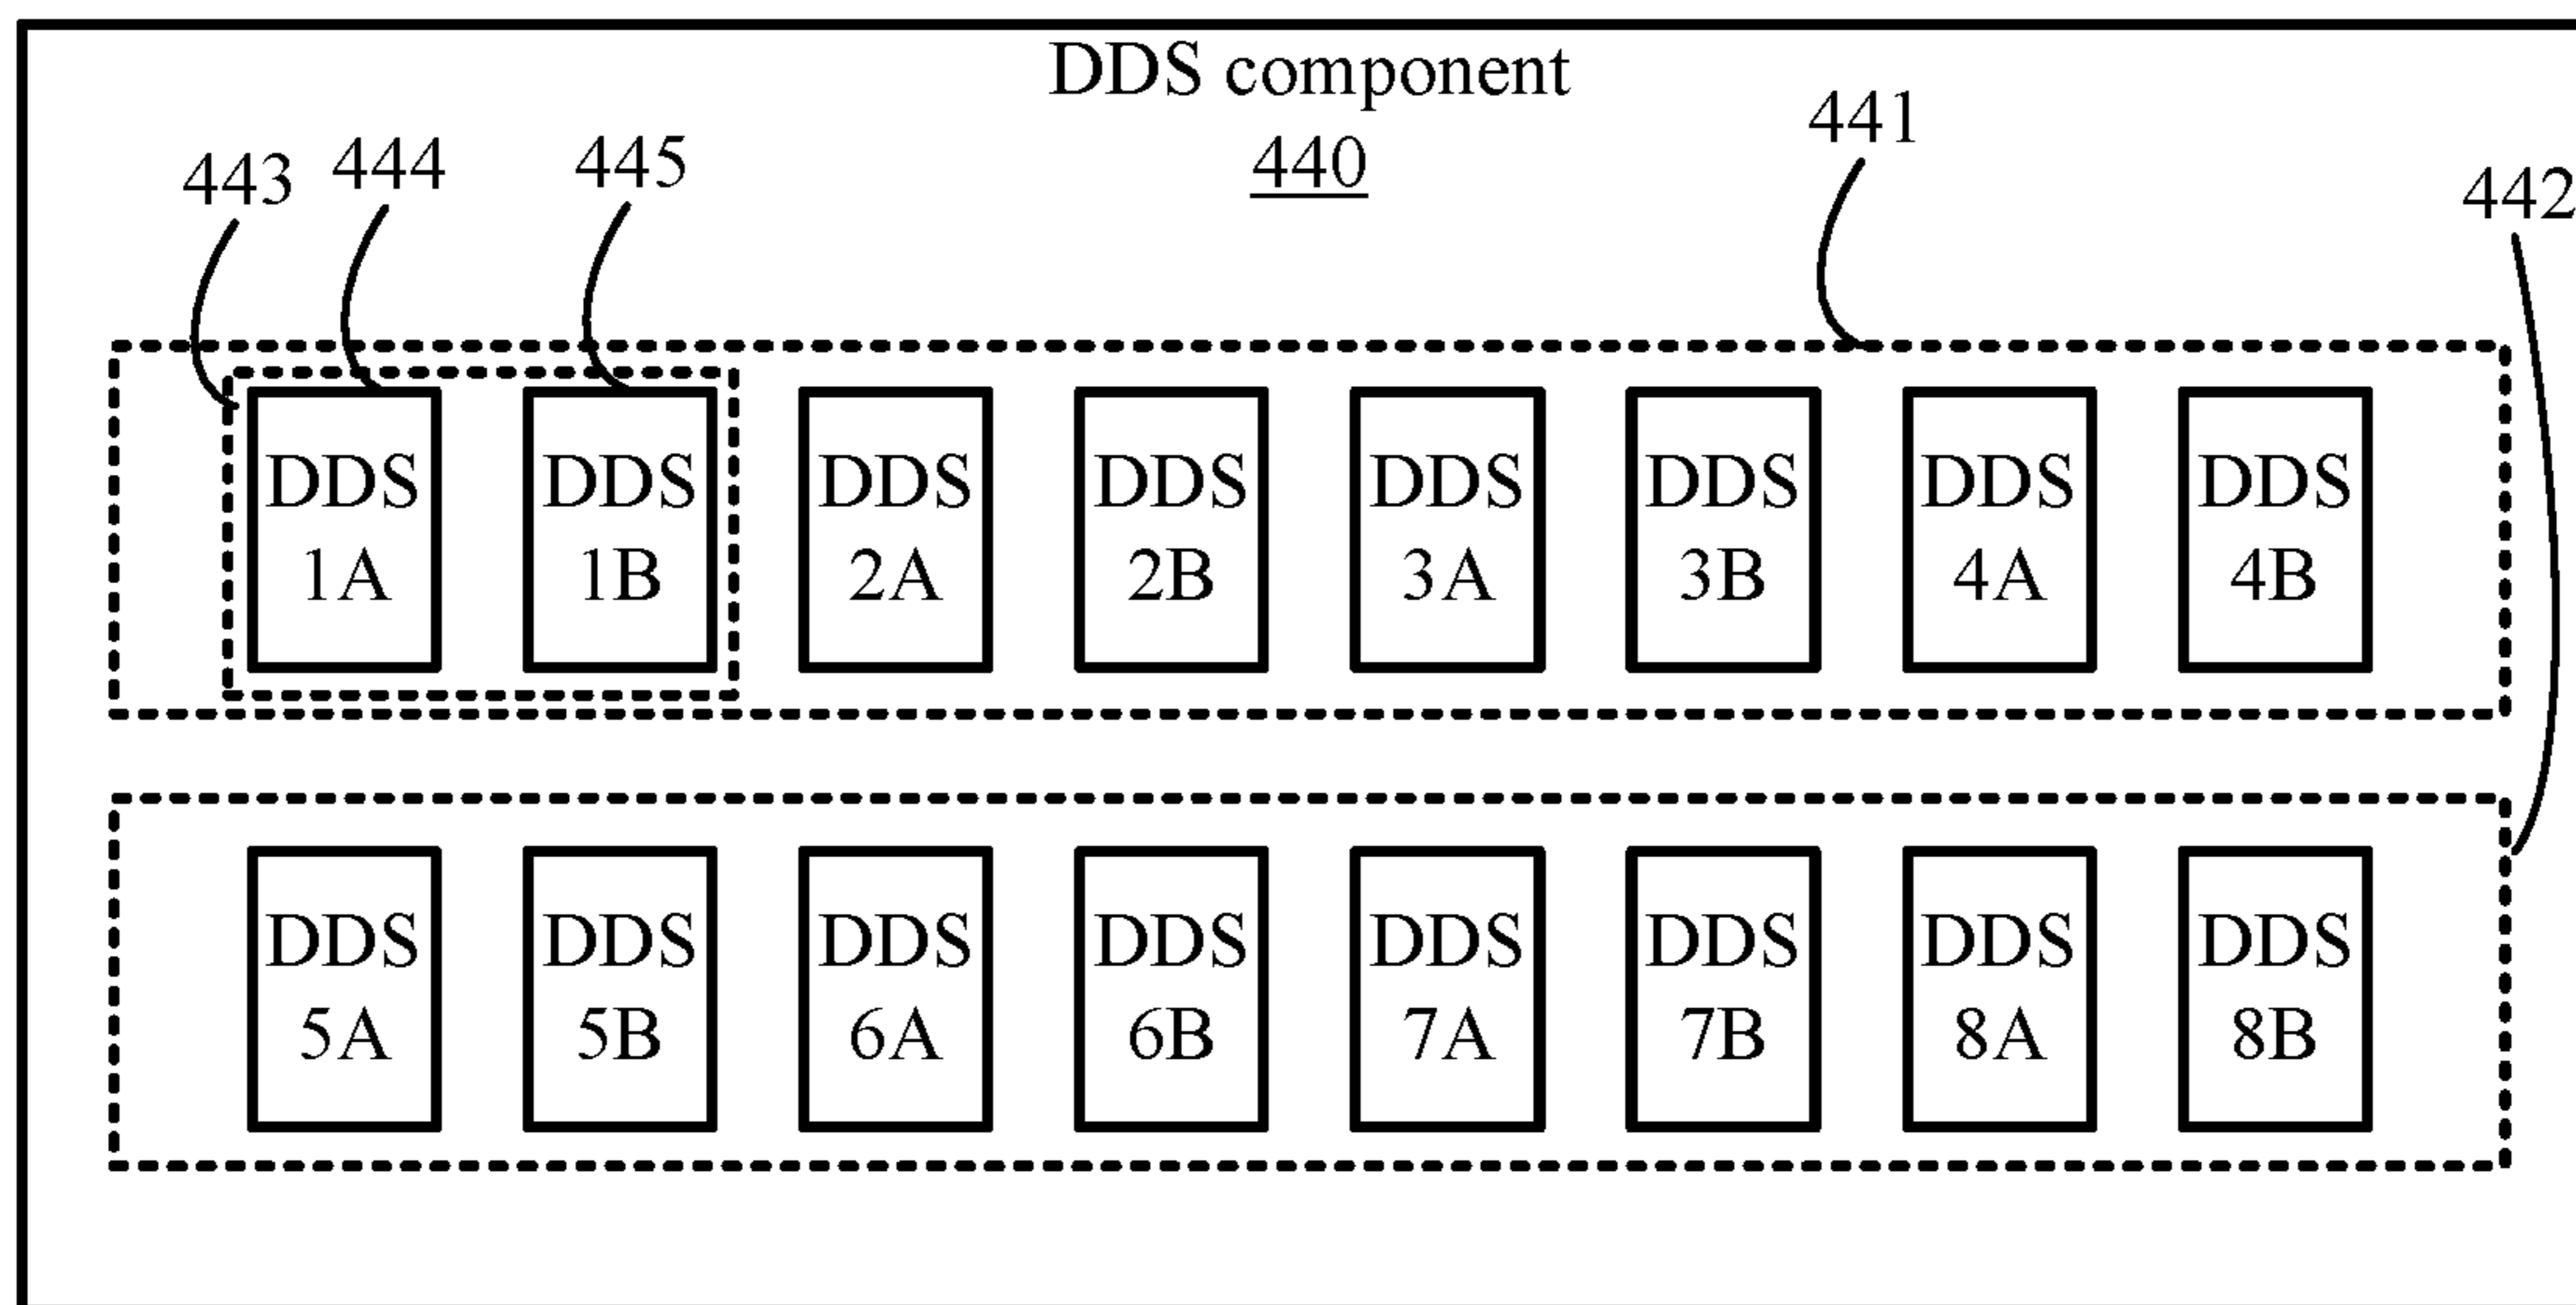 DDS component
440
441
442
443
444
445
DDS DDS DDS DDS DDS DDS DDS DDS
1A 1B 2A 2B 3A 3B 4A 4B
DDS DDS DDS DDS DDS DDS DDS DDS
5A 5B 6A 6B 7A 7B 8A 8B